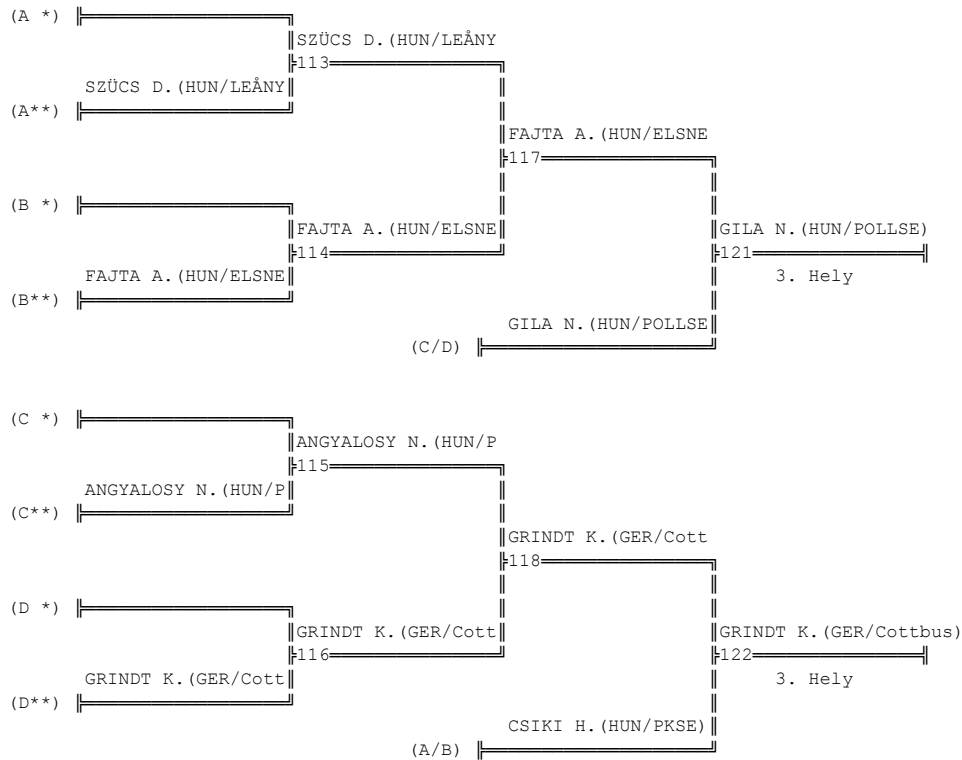 (A *)
SZÜCS D.(HUN/LEÅNY
113
SZÜCS D.(HUN/LEÅNY
(A**)
FAJTA A.(HUN/ELSNE
117
(B *)
FAJTA A.(HUN/ELSNE GILA N.(HUN/POLLSE)
114 121
FAJTA A.(HUN/ELSNE 3. Hely
(B**)
GILA N.(HUN/POLLSE
(C/D)
(C *)
ANGYALOSY N.(HUN/P
115
ANGYALOSY N.(HUN/P
(C**)
GRINDT K.(GER/Cott
118
(D *)
GRINDT K.(GER/Cott GRINDT K.(GER/Cottbus)
116 122
GRINDT K.(GER/Cott 3. Hely
(D**)
CSIKI H.(HUN/PKSE)
(A/B)